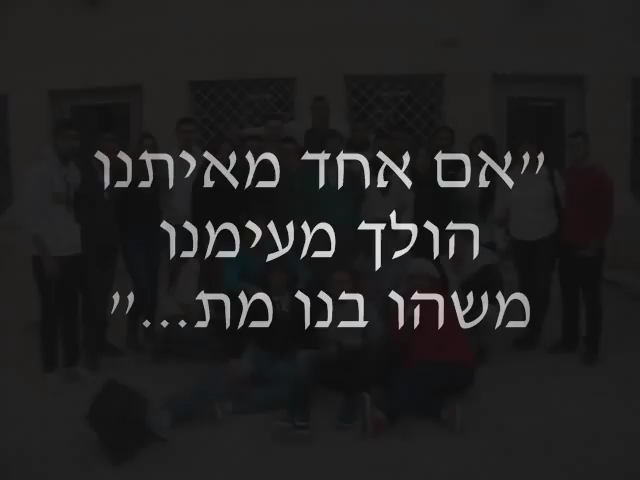 "אם אחד מאיתנו
הולך מעימנו
משהו בנו מת..."